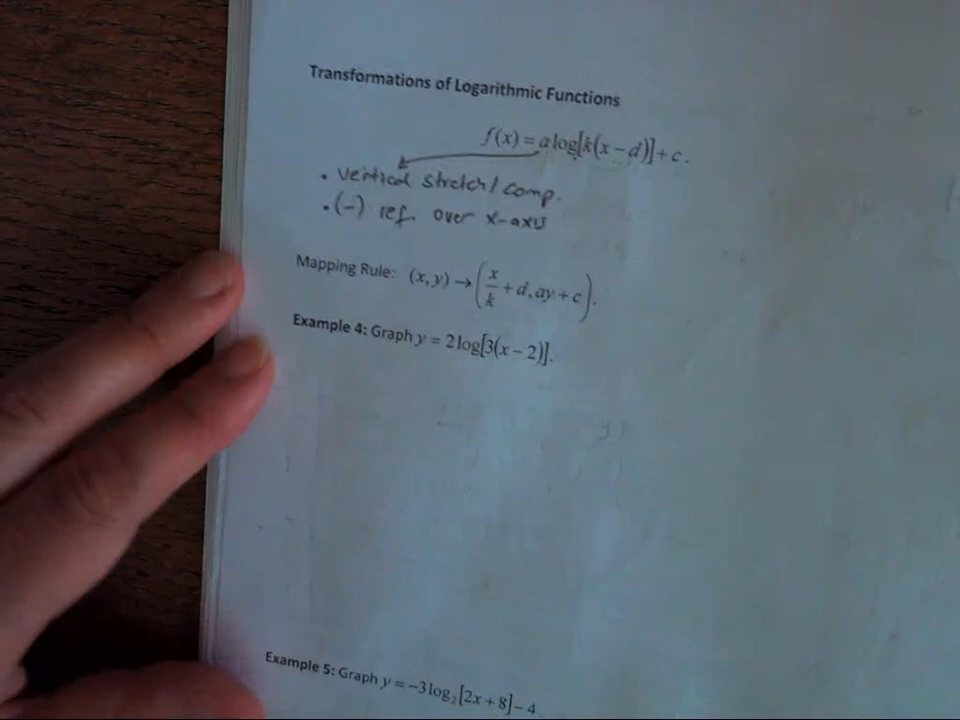 Transformations of Logarithmic Functions
f(x) = a log[k(x − d)] + c.
• vertical stretch / comp.
• (−) ref. over x-axis
Mapping Rule: (x, y) → (x/k + d, ay + c).
Example 4: Graph y = 2 log[3(x − 2)].
Example 5: Graph y = −3 log₂[2x + 8] − 4.